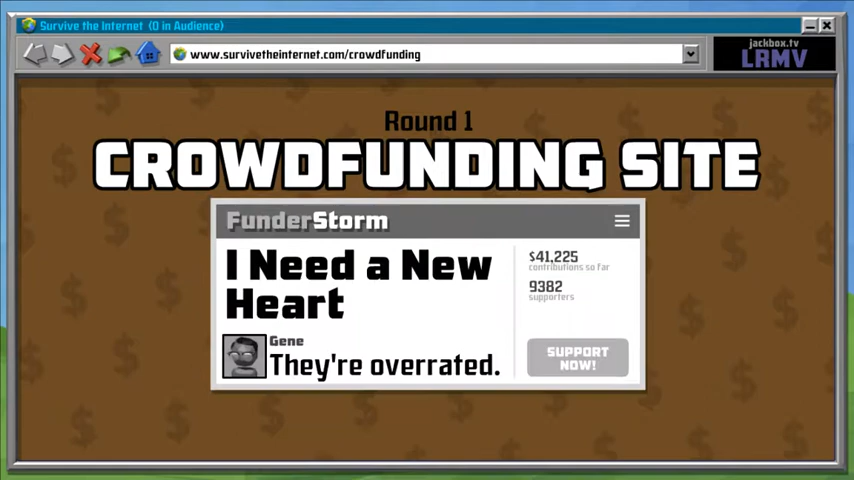 Survive the Internet (0 in Audience)
www.survivetheinternet.com/crowdfunding
jackbox.tv
LRMV
Round 1
CROWDFUNDING SITE
FunderStorm
I Need a New
Heart
$41,225
contributions so far
9382
supporters
Gene
They're overrated.
SUPPORT
NOW!